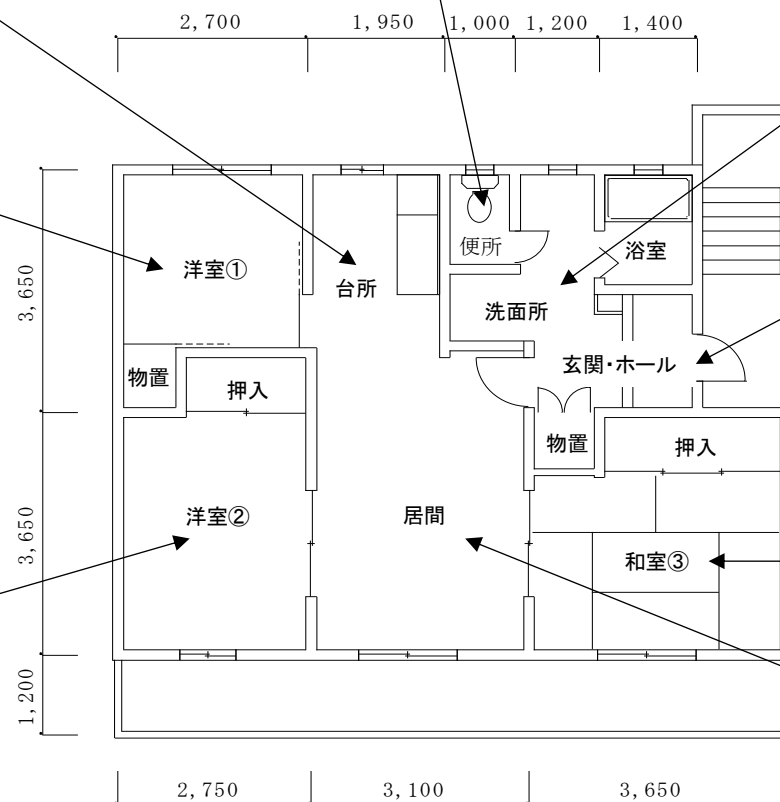 2,700
1,950
1,000
1,200
1,400
3,650
3,650
1,200
洋室①
台所
便所
浴室
洗面所
物置
押入
玄関・ホール
物置
押入
洋室②
居間
和室③
2,750
3,100
3,650